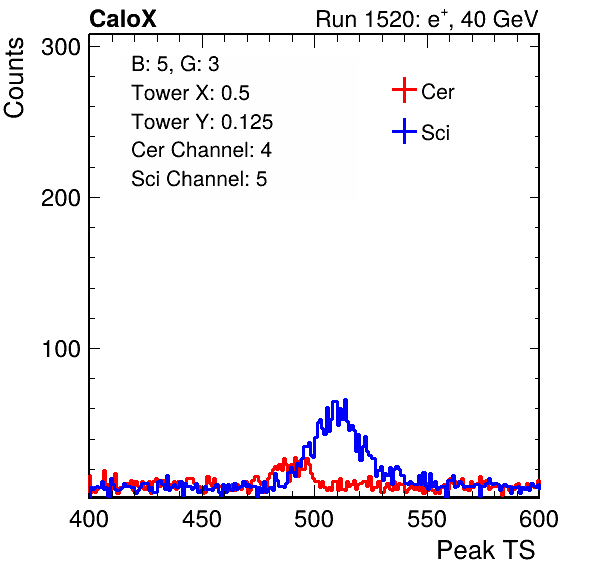 CaloX Run 1520: e⁺, 40 GeV
Counts
300
200
100
B: 5, G: 3
Tower X: 0.5
Tower Y: 0.125
Cer Channel: 4
Sci Channel: 5
Cer
Sci
400 450 500 550 600
Peak TS